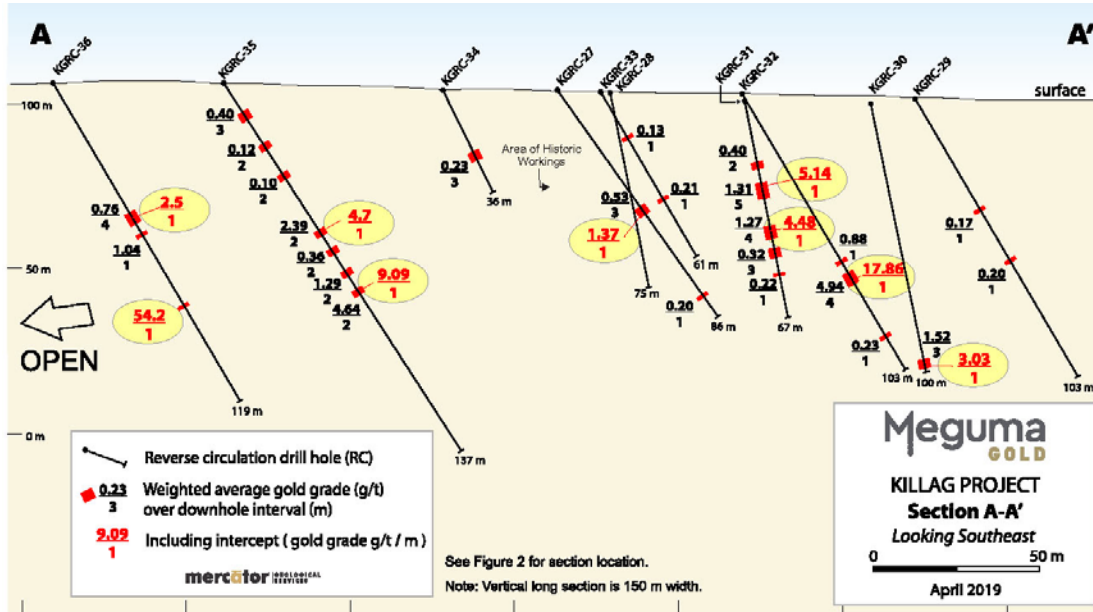 A
A'
KGRC-36
KGRC-35
KGRC-34
KGRC-27
KGRC-33
KGRC-28
KGRC-31
KGRC-32
KGRC-30
KGRC-29
surface
100 m
50 m
0 m
0.76
4
2.5
1
1.04
1
54.2
1
119 m
OPEN
0.40
3
0.12
2
0.10
2
2.39
2
4.7
1
0.36
2
1.29
2
9.09
1
4.64
2
137 m
0.23
3
36 m
Area of Historic
Workings
0.13
1
0.21
1
0.53
3
1.37
1
61 m
75 m
0.20
1
86 m
0.40
2
1.31
5
5.14
1
1.27
4
4.48
1
0.32
3
0.22
1
67 m
0.88
1
17.86
1
4.94
4
0.23
1
103 m
1.52
3
3.03
1
100 m
0.17
1
0.20
1
103 m
Reverse circulation drill hole (RC)
0.23
3
Weighted average gold grade (g/t)
over downhole interval (m)
9.09
1
Including intercept ( gold grade g/t / m )
mercator GEOLOGICAL
SERVICES
See Figure 2 for section location.
Note: Vertical long section is 150 m width.
Meguma
GOLD
KILLAG PROJECT
Section A-A'
Looking Southeast
0 50 m
April 2019